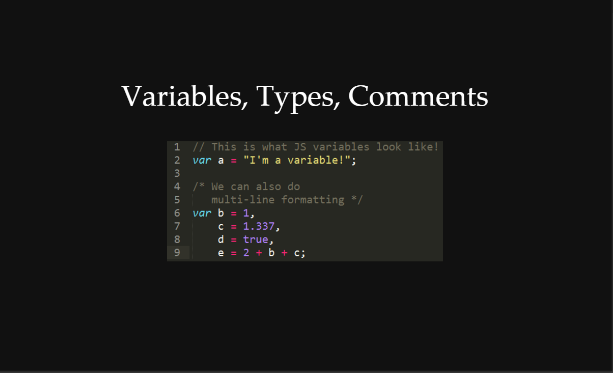 Variables, Types, Comments
1 // This is what JS variables look like!
2 var a = "I'm a variable!";
3
4 /* We can also do
5    multi-line formatting */
6 var b = 1,
7     c = 1.337,
8     d = true,
9     e = 2 + b + c;